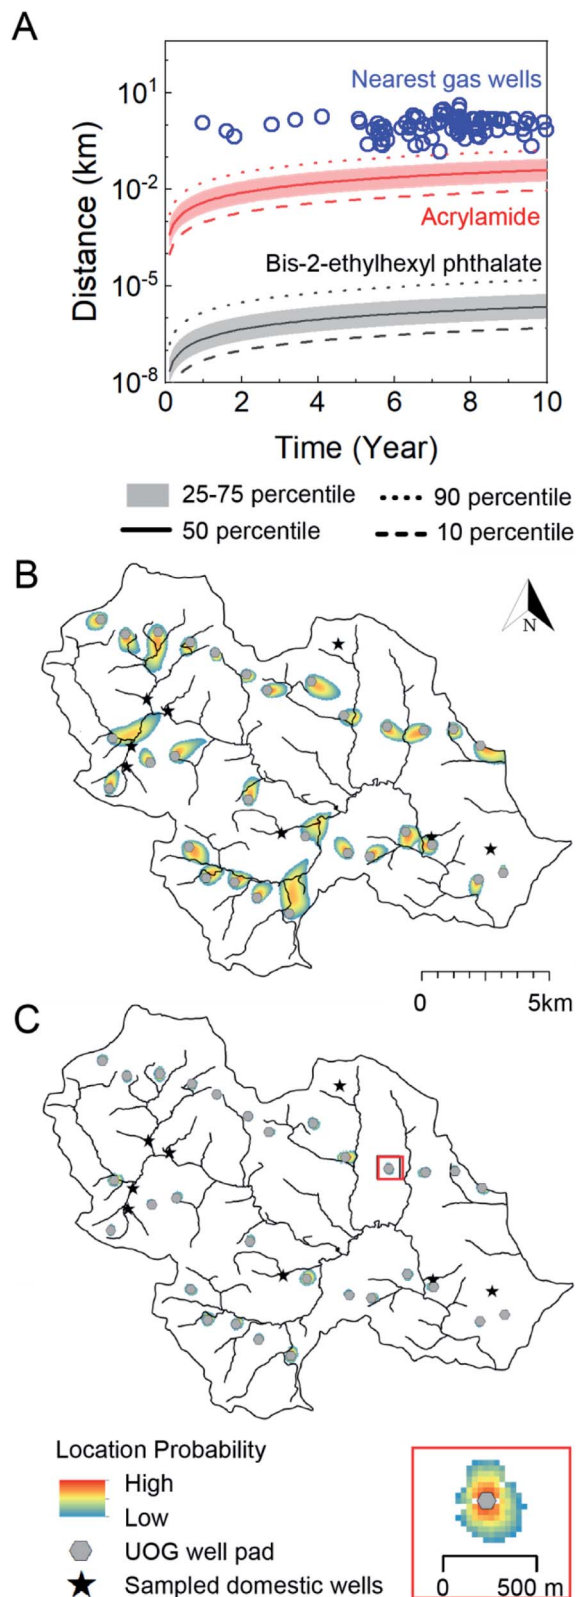 A
Distance (km)
10¹
10⁻²
10⁻⁵
10⁻⁸
Nearest gas wells
Acrylamide
Bis-2-ethylhexyl phthalate
0 2 4 6 8 10
Time (Year)
25-75 percentile 90 percentile
50 percentile 10 percentile
B
N
0 5km
C
Location Probability
High
Low
UOG well pad
Sampled domestic wells
0 500 m